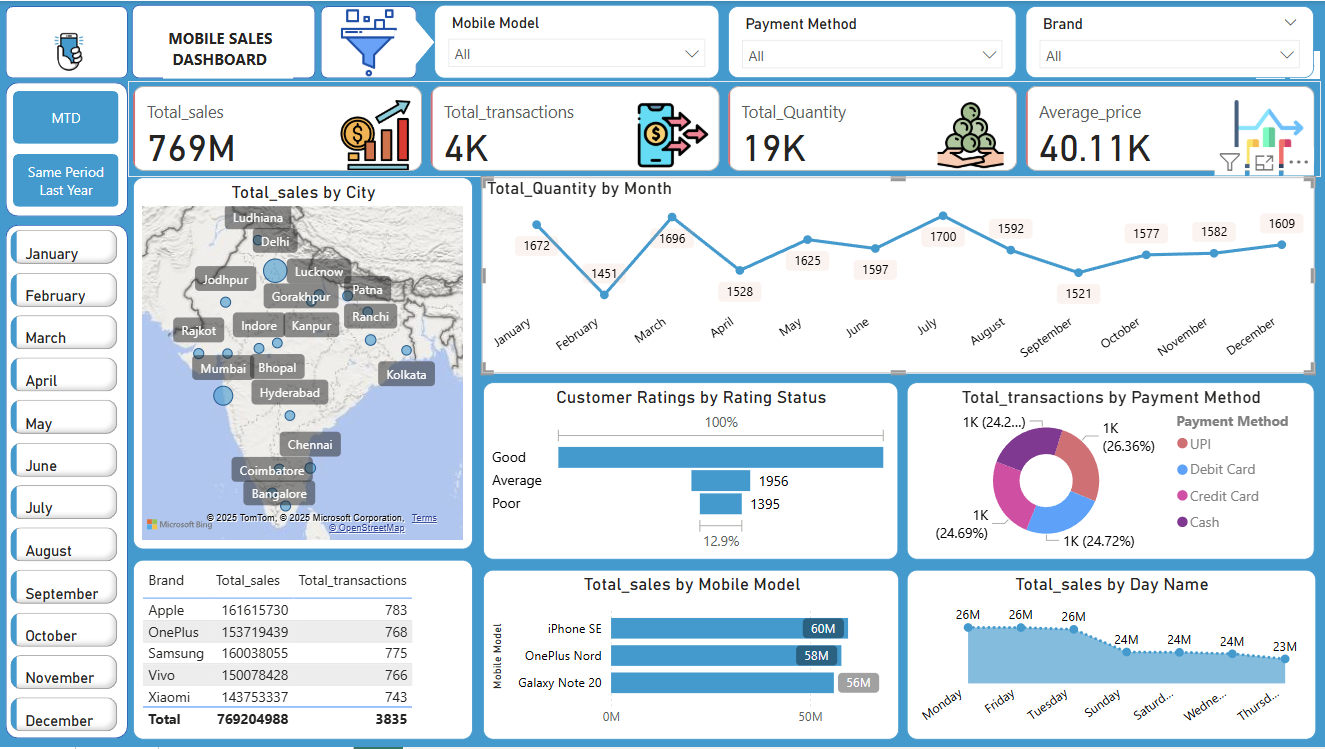 MOBILE SALES
DASHBOARD
Mobile Model
All
Payment Method
All
Brand
All
MTD
Same Period
Last Year
January
February
March
April
May
June
July
August
September
October
November
December
Total_sales
769M
Total_transactions
4K
Total_Quantity
19K
Average_price
40.11K
Total_sales by City
Ludhiana
Delhi
Lucknow
Jodhpur
Gorakhpur
Patna
Ranchi
Rajkot
Indore
Kanpur
Mumbai
Bhopal
Kolkata
Hyderabad
Chennai
Coimbatore
Bangalore
© 2025 TomTom, © 2025 Microsoft Corporation, Terms
Microsoft Bing
© OpenStreetMap
Total_Quantity by Month
1672
1451
1696
1528
1625
1597
1700
1592
1521
1577
1582
1609
January
February
March
April
May
June
July
August
September
October
November
December
Customer Ratings by Rating Status
100%
Good
Average
1956
Poor
1395
12.9%
Total_transactions by Payment Method
1K (24.2...)
1K
(26.36%)
1K
(24.69%)
1K (24.72%)
Payment Method
UPI
Debit Card
Credit Card
Cash
Brand Total_sales Total_transactions
Apple 161615730 783
OnePlus 153719439 768
Samsung 160038055 775
Vivo 150078428 766
Xiaomi 143753337 743
Total 769204988 3835
Total_sales by Mobile Model
Mobile Model
iPhone SE 60M
OnePlus Nord 58M
Galaxy Note 20 56M
0M 50M
Total_sales by Day Name
26M
26M
26M
24M
24M
24M
23M
Monday
Friday
Tuesday
Sunday
Saturd...
Wedne...
Thursd...